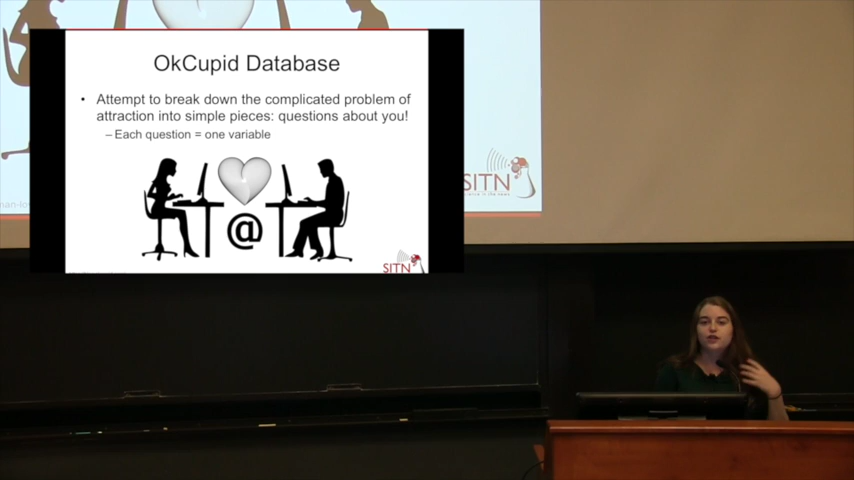 OkCupid Database
• Attempt to break down the complicated problem of
attraction into simple pieces: questions about you!
– Each question = one variable
@
SITN
SITN